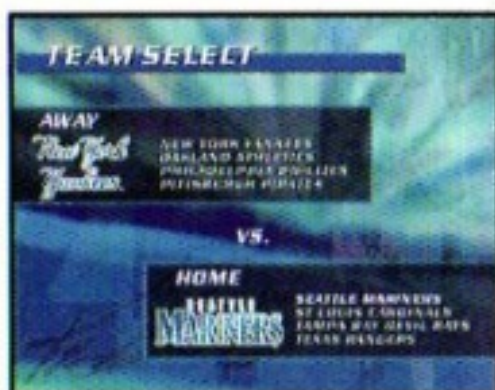 TEAM SELECT
AWAY
New York
Yankees
NEW YORK YANKEES
OAKLAND ATHLETICS
PHILADELPHIA PHILLIES
PITTSBURGH PIRATES
VS.
HOME
SEATTLE
MARINERS
SEATTLE MARINERS
ST LOUIS CARDINALS
TAMPA BAY DEVIL RAYS
TEXAS RANGERS